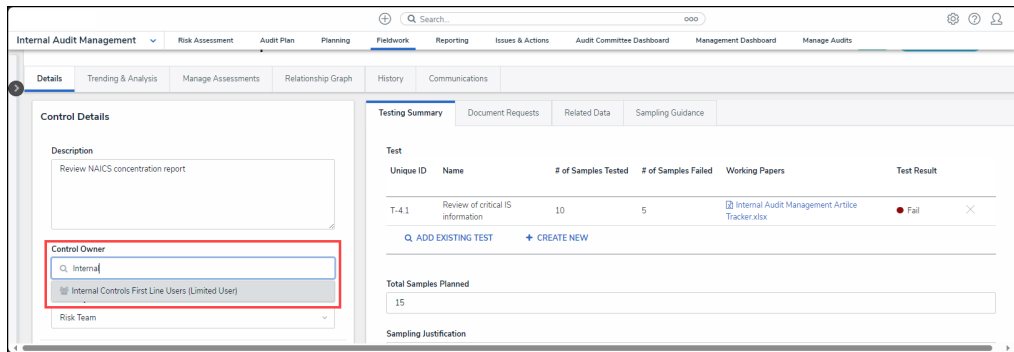 Search...
ooo
Internal Audit Management
Risk Assessment
Audit Plan
Planning
Fieldwork
Reporting
Issues & Actions
Audit Committee Dashboard
Management Dashboard
Manage Audits
Details
Trending & Analysis
Manage Assessments
Relationship Graph
History
Communications
Control Details
Description
Review NAICS concentration report
Control Owner
Internal
Internal Controls First Line Users (Limited User)
Risk Team
Testing Summary
Document Requests
Related Data
Sampling Guidance
Test
Unique ID
Name
# of Samples Tested
# of Samples Failed
Working Papers
Test Result
T-4.1
Review of critical IS
information
10
5
Internal Audit Management Artilce
Tracker.xlsx
Fail
ADD EXISTING TEST
+ CREATE NEW
Total Samples Planned
15
Sampling Justification